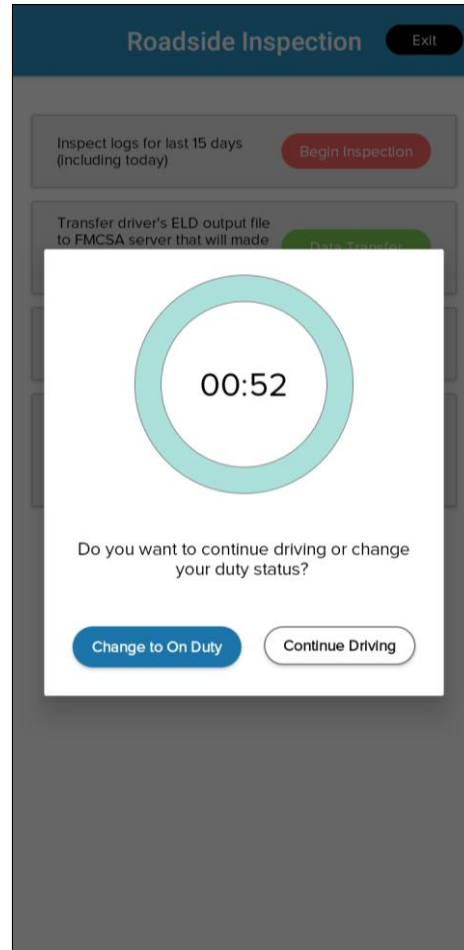 Roadside Inspection
Exit
Inspect logs for last 15 days
(including today)
Begin Inspection
Transfer driver's ELD output file
to FMCSA server that will made
Data Transfer
00:52
Do you want to continue driving or change
your duty status?
Change to On Duty
Continue Driving